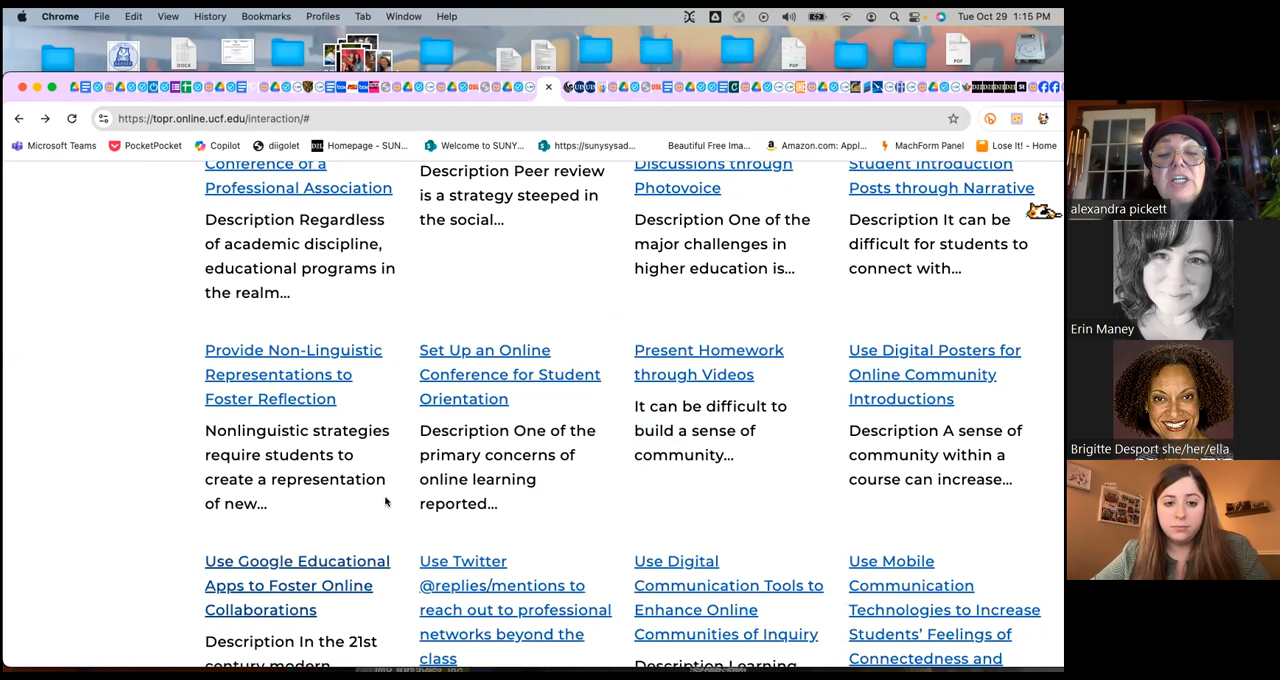 Chrome File Edit View History Bookmarks Profiles Tab Window Help Tue Oct 29 1:15 PM
DOCX
DOCX
PDF
PDF
https://topr.online.ucf.edu/interaction/#
Microsoft Teams PocketPocket Copilot diigolet Homepage - SUN... Welcome to SUNY... https://sunysysad... Beautiful Free Ima... Amazon.com: Appl... MachForm Panel Lose It! - Home
Conference of a
Professional Association
Description Regardless
of academic discipline,
educational programs in
the realm...
Description Peer review
is a strategy steeped in
the social...
Discussions through
Photovoice
Description One of the
major challenges in
higher education is...
Student Introduction
Posts through Narrative
Description It can be
difficult for students to
connect with...
Provide Non-Linguistic
Representations to
Foster Reflection
Nonlinguistic strategies
require students to
create a representation
of new...
Set Up an Online
Conference for Student
Orientation
Description One of the
primary concerns of
online learning
reported...
Present Homework
through Videos
It can be difficult to
build a sense of
community...
Use Digital Posters for
Online Community
Introductions
Description A sense of
community within a
course can increase...
Use Google Educational
Apps to Foster Online
Collaborations
Description In the 21st
century modern
Use Twitter
@replies/mentions to
reach out to professional
networks beyond the
class
Use Digital
Communication Tools to
Enhance Online
Communities of Inquiry
Description Learning
Use Mobile
Communication
Technologies to Increase
Students' Feelings of
Connectedness and
alexandra pickett
Erin Maney
Brigitte Desport she/her/ella